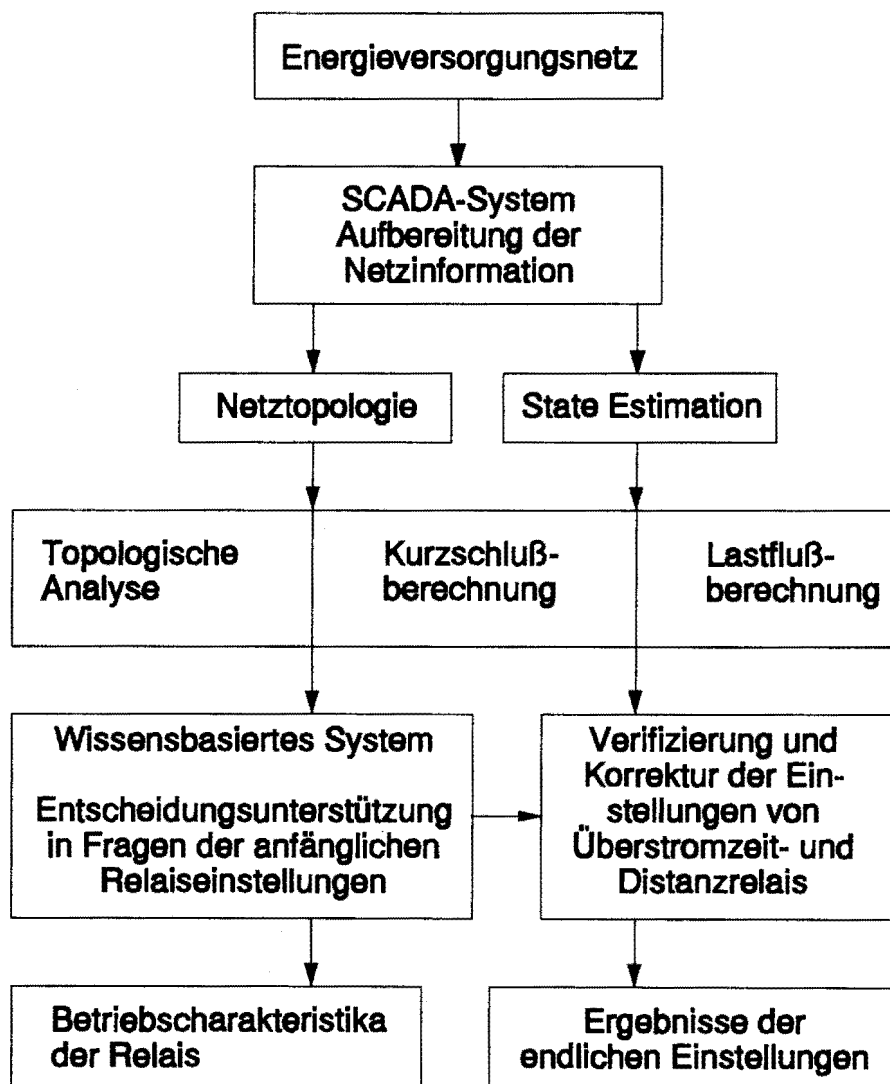 Energieversorgungsnetz
SCADA-System
Aufbereitung der
Netzinformation
Netztopologie
State Estimation
Topologische
Analyse
Kurzschluß-
berechnung
Lastfluß-
berechnung
Wissensbasiertes System
Entscheidungsunterstützung
in Fragen der anfänglichen
Relaiseinstellungen
Verifizierung und
Korrektur der Ein-
stellungen von
Überstromzeit- und
Distanzrelais
Betriebscharakteristika
der Relais
Ergebnisse der
endlichen Einstellungen